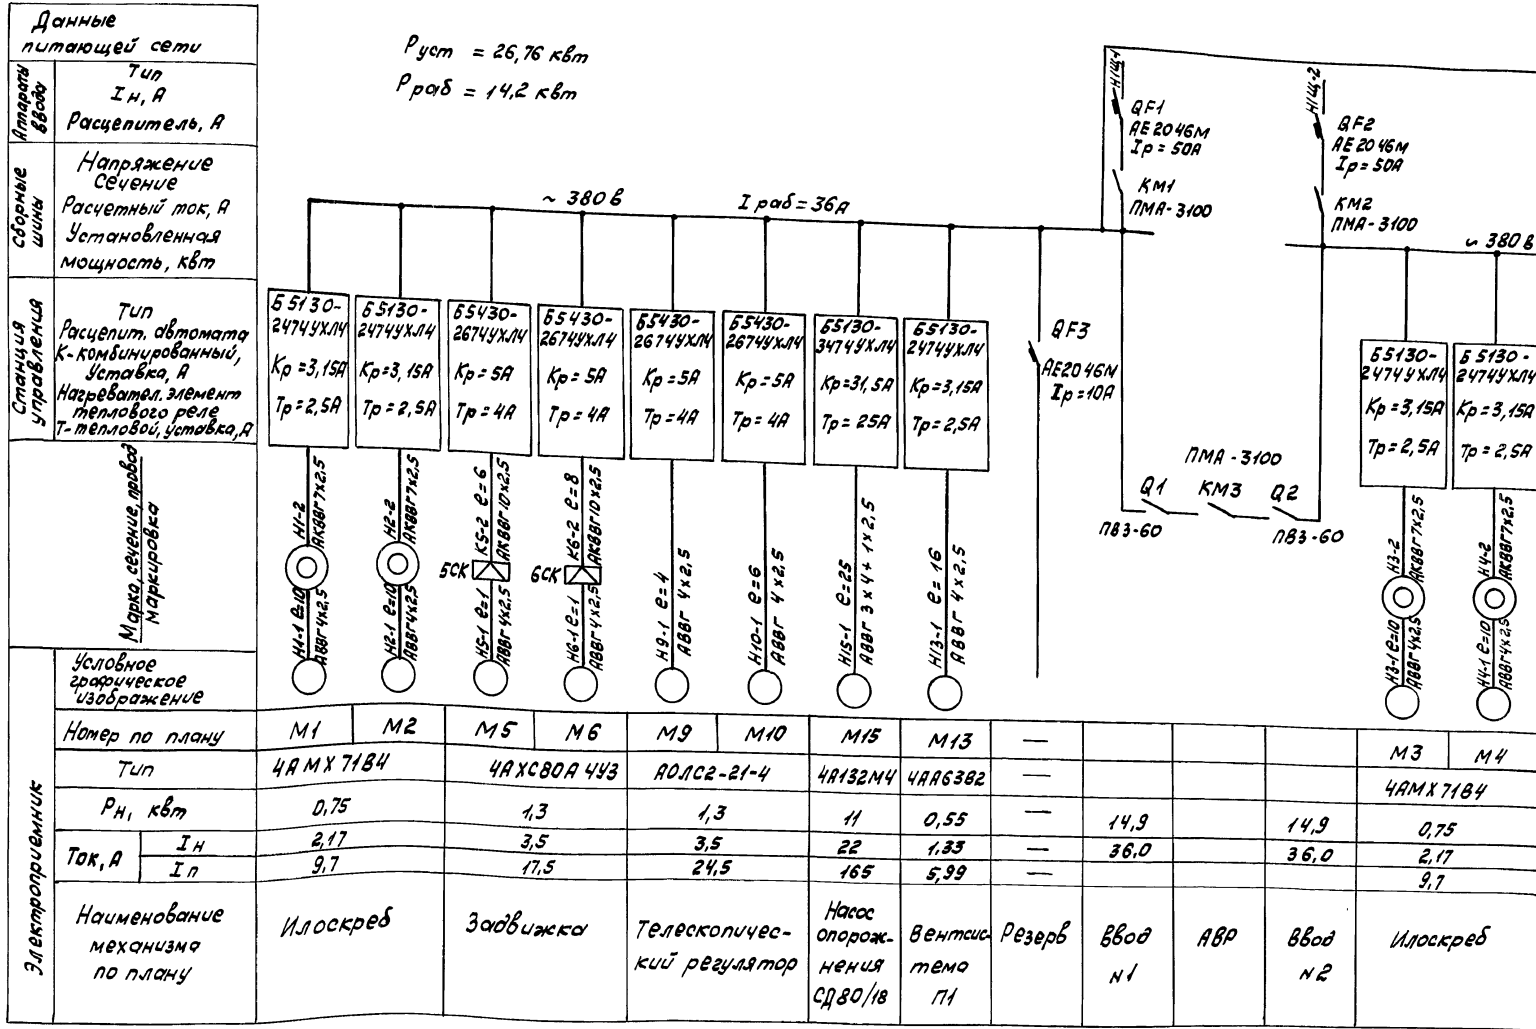 Данные
питающей сети
Аппараты
ввода
Тип
Iн, А
Расцепитель, А
Сборные
шины
Напряжение
Сечение
Расчетный ток, А
Установленная
мощность, квт
Станция
управления
Тип
Расцепит. автомата
К-комбинированный,
Уставка, А
Нагревател. элемент
теплового реле
Т-тепловой, уставка, А
Марка, сечение, провод
маркировка
Pуст = 26,76 квт
Pраб = 14,2 квт
~ 380 в
I раб = 36А
Н1Щ-1
QF1
АЕ2046М
Iр = 50А
КМ1
ПМА-3100
Н1Щ-2
QF2
АЕ2046М
Iр = 50А
КМ2
ПМА-3100
~ 380 в
Б5130-
2474УХЛ4
Кр=3,15А
Тр=2,5А
Б5130-
2474УХЛ4
Кр=3,15А
Тр=2,5А
Б5430-
2674УХЛ4
Кр=5А
Тр=4А
Б5430-
2674УХЛ4
Кр=5А
Тр=4А
Б5430-
2674УХЛ4
Кр=5А
Тр=4А
Б5430-
2674УХЛ4
Кр=5А
Тр=4А
Б5130-
3474УХЛ4
Кр=31,5А
Тр=25А
Б5130-
2474УХЛ4
Кр=3,15А
Тр=2,5А
QF3
АЕ2046М
Iр=10А
Б5130-
2474УХЛ4
Кр=3,15А
Тр=2,5А
Б5130-
2474УХЛ4
Кр=3,15А
Тр=2,5А
ПМА-3100
Q1
КМ3
Q2
ПВ3-60
ПВ3-60
Н1-2
АКВВГ7х2,5
Н1-1 ℓ=10
АВВГ4х2,5
Н2-2
АКВВГ7х2,5
Н2-1 ℓ=10
АВВГ4х2,5
5СК
К5-2 ℓ=6
АКВВГ10х2,5
Н5-1 ℓ=1
АВВГ4х2,5
6СК
К6-2 ℓ=8
АКВВГ10х2,5
Н6-1 ℓ=1
АВВГ4х2,5
Н9-1 ℓ=4
АВВГ 4х2,5
Н10-1 ℓ=6
АВВГ 4х2,5
Н15-1 ℓ=25
АВВГ 3х4+1х2,5
Н13-1 ℓ=16
АВВГ 4х2,5
Н3-2
АКВВГ7х2,5
Н3-1 ℓ=10
АВВГ4х2,5
Н4-2
АКВВГ7х2,5
Н4-1 ℓ=10
АВВГ4х2,5
Электроприемник
Условное
графическое
изображение
Номер по плану М1 М2 М5 М6 М9 М10 М15 М13 — М3 М4
Тип 4АМХ71В4 4АХС80А4У3 АОЛС2-21-4 4А132М4 4АА63В2 — 4АМХ71В4
Pн, квт 0,75 1,3 1,3 11 0,55 — 14,9 14,9 0,75
Ток, А
Iн 2,17 3,5 3,5 22 1.33 — 36,0 36,0 2,17
Iп 9,7 17,5 24,5 165 5,99 — 9,7
Наименование
механизма
по плану
Илоскреб
Задвижка
Телескопичес-
кий регулятор
Насос
опорож-
нения
СД80/18
Вентсис-
тема
П1
Резерв
Ввод
N1
АВР
Ввод
N2
Илоскреб